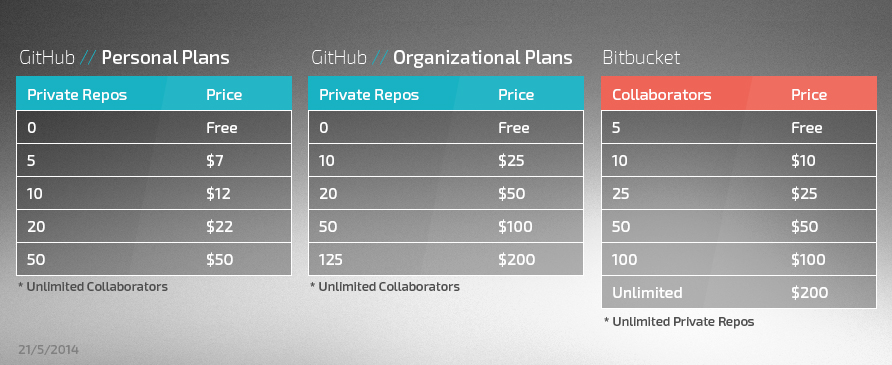 GitHub // Personal Plans
Private Repos Price
0 Free
5 $7
10 $12
20 $22
50 $50
* Unlimited Collaborators
GitHub // Organizational Plans
Private Repos Price
0 Free
10 $25
20 $50
50 $100
125 $200
* Unlimited Collaborators
Bitbucket
Collaborators Price
5 Free
10 $10
25 $25
50 $50
100 $100
Unlimited $200
* Unlimited Private Repos
21/5/2014